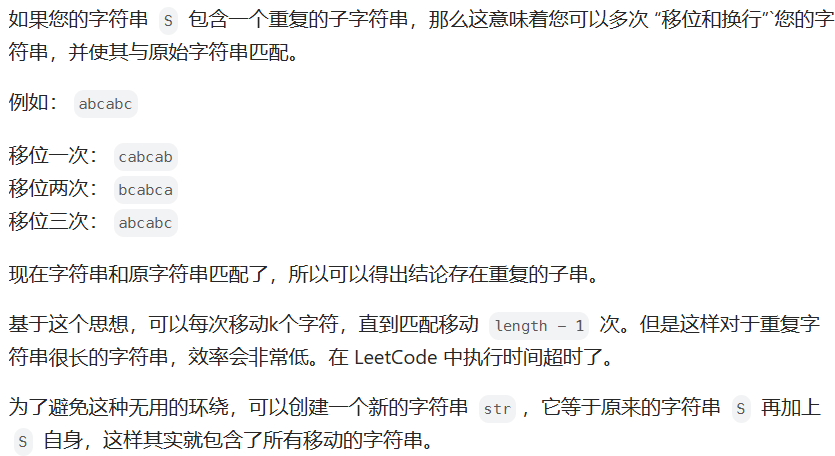 如果您的字符串 S 包含一个重复的子字符串，那么这意味着您可以多次 “移位和换行”`您的字
符串，并使其与原始字符串匹配。
例如： abcabc
移位一次： cabcab
移位两次： bcabca
移位三次： abcabc
现在字符串和原字符串匹配了，所以可以得出结论存在重复的子串。
基于这个思想，可以每次移动k个字符，直到匹配移动 length - 1 次。但是这样对于重复字
符串很长的字符串，效率会非常低。在 LeetCode 中执行时间超时了。
为了避免这种无用的环绕，可以创建一个新的字符串 str ，它等于原来的字符串 S 再加上
S 自身，这样其实就包含了所有移动的字符串。